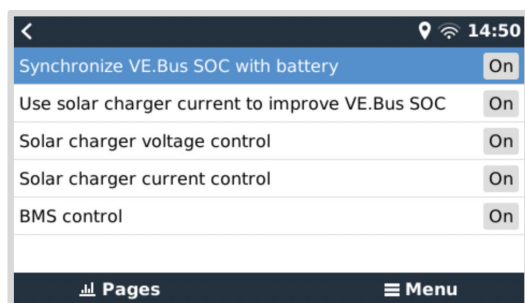 14:50
Synchronize VE.Bus SOC with battery On
Use solar charger current to improve VE.Bus SOC On
Solar charger voltage control On
Solar charger current control On
BMS control On
Pages Menu